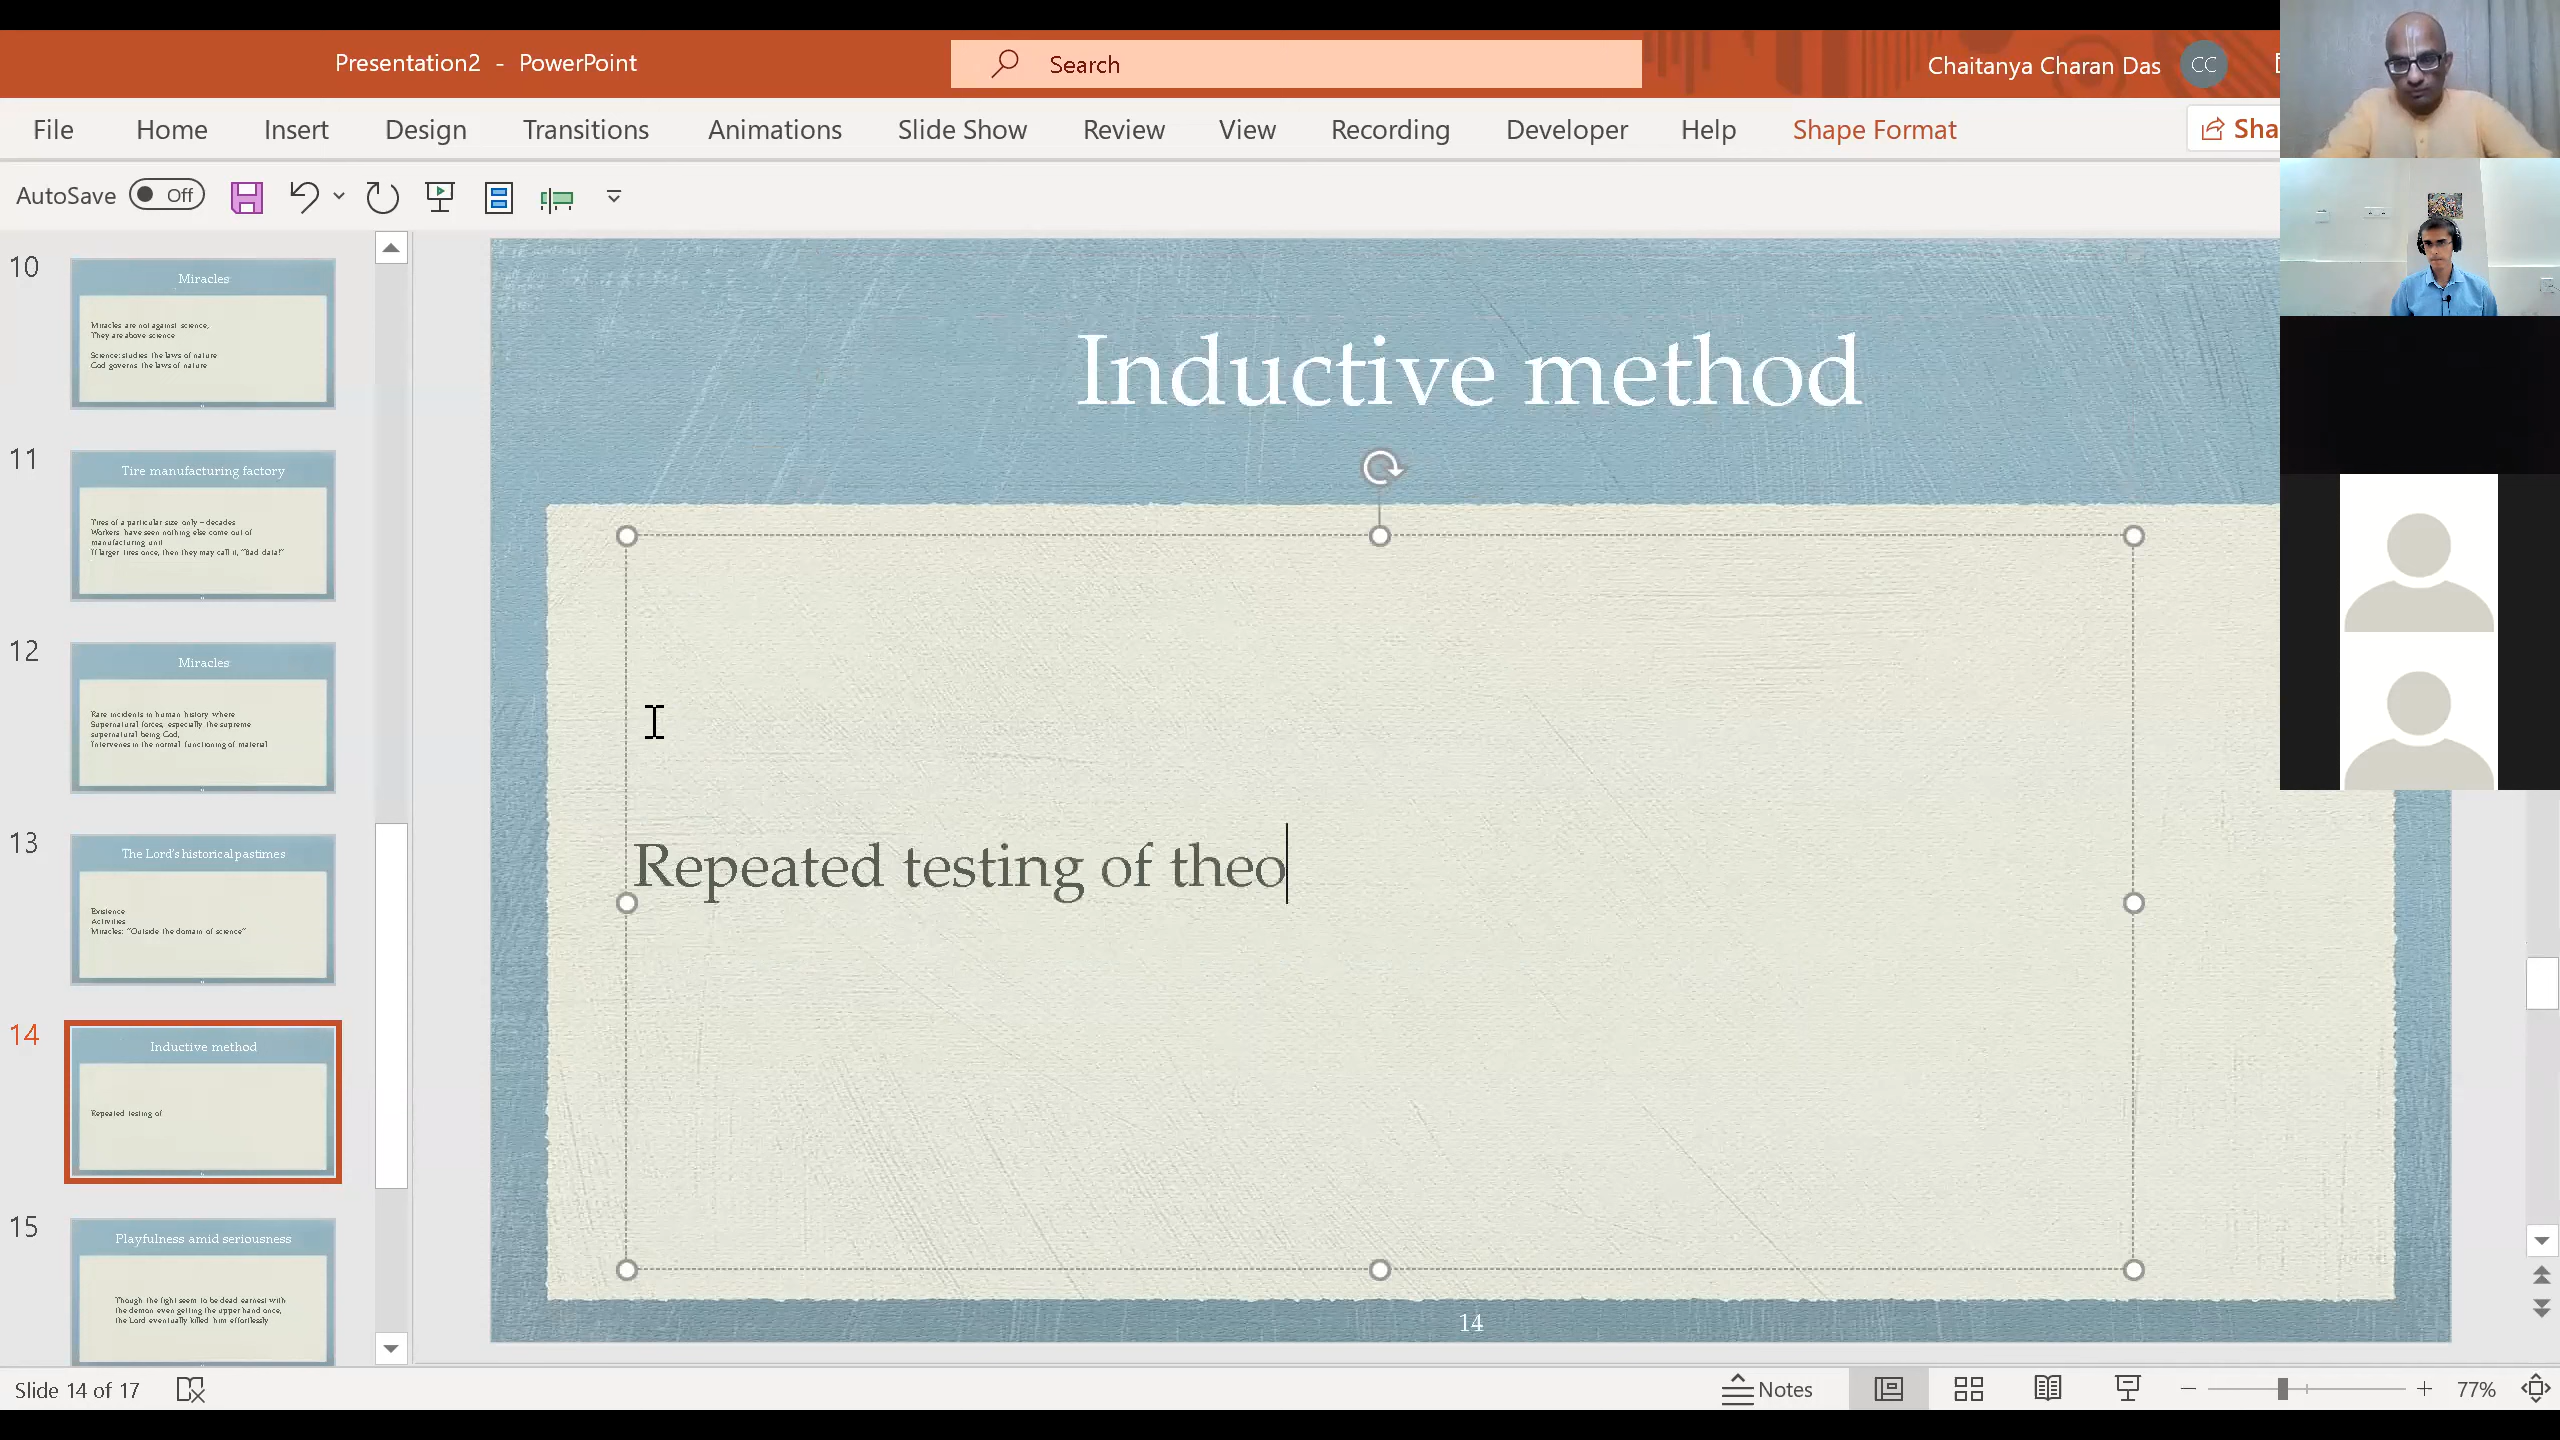 Presentation2 - PowerPoint
Search
Chaitanya Charan Das
CC
File
Home
Insert
Design
Transitions
Animations
Slide Show
Review
View
Recording
Developer
Help
Shape Format
Sha
AutoSave
Off
10
Miracles
Miracles are not against science,
They are above science
Science: studies the laws of nature
God governs the laws of nature
11
Tire manufacturing factory
Tires of a particular size only – decades
Workers have seen nothing else come out of
manufacturing unit
If larger tires once, then they may call it, "Bad data!"
12
Miracles
Rare incidents in human history where
Supernatural forces, especially the supreme
supernatural being God,
Intervenes in the normal functioning of material
13
The Lord's historical pastimes
Existence
Activities
Miracles: "Outside the domain of science"
14
Inductive method
Repeated testing of
15
Playfulness amid seriousness
Though the fight seem to be dead earnest with
the demon even getting the upper hand once,
the Lord eventually killed him effortlessly
Inductive method
Repeated testing of theo
14
Slide 14 of 17
Notes
77%